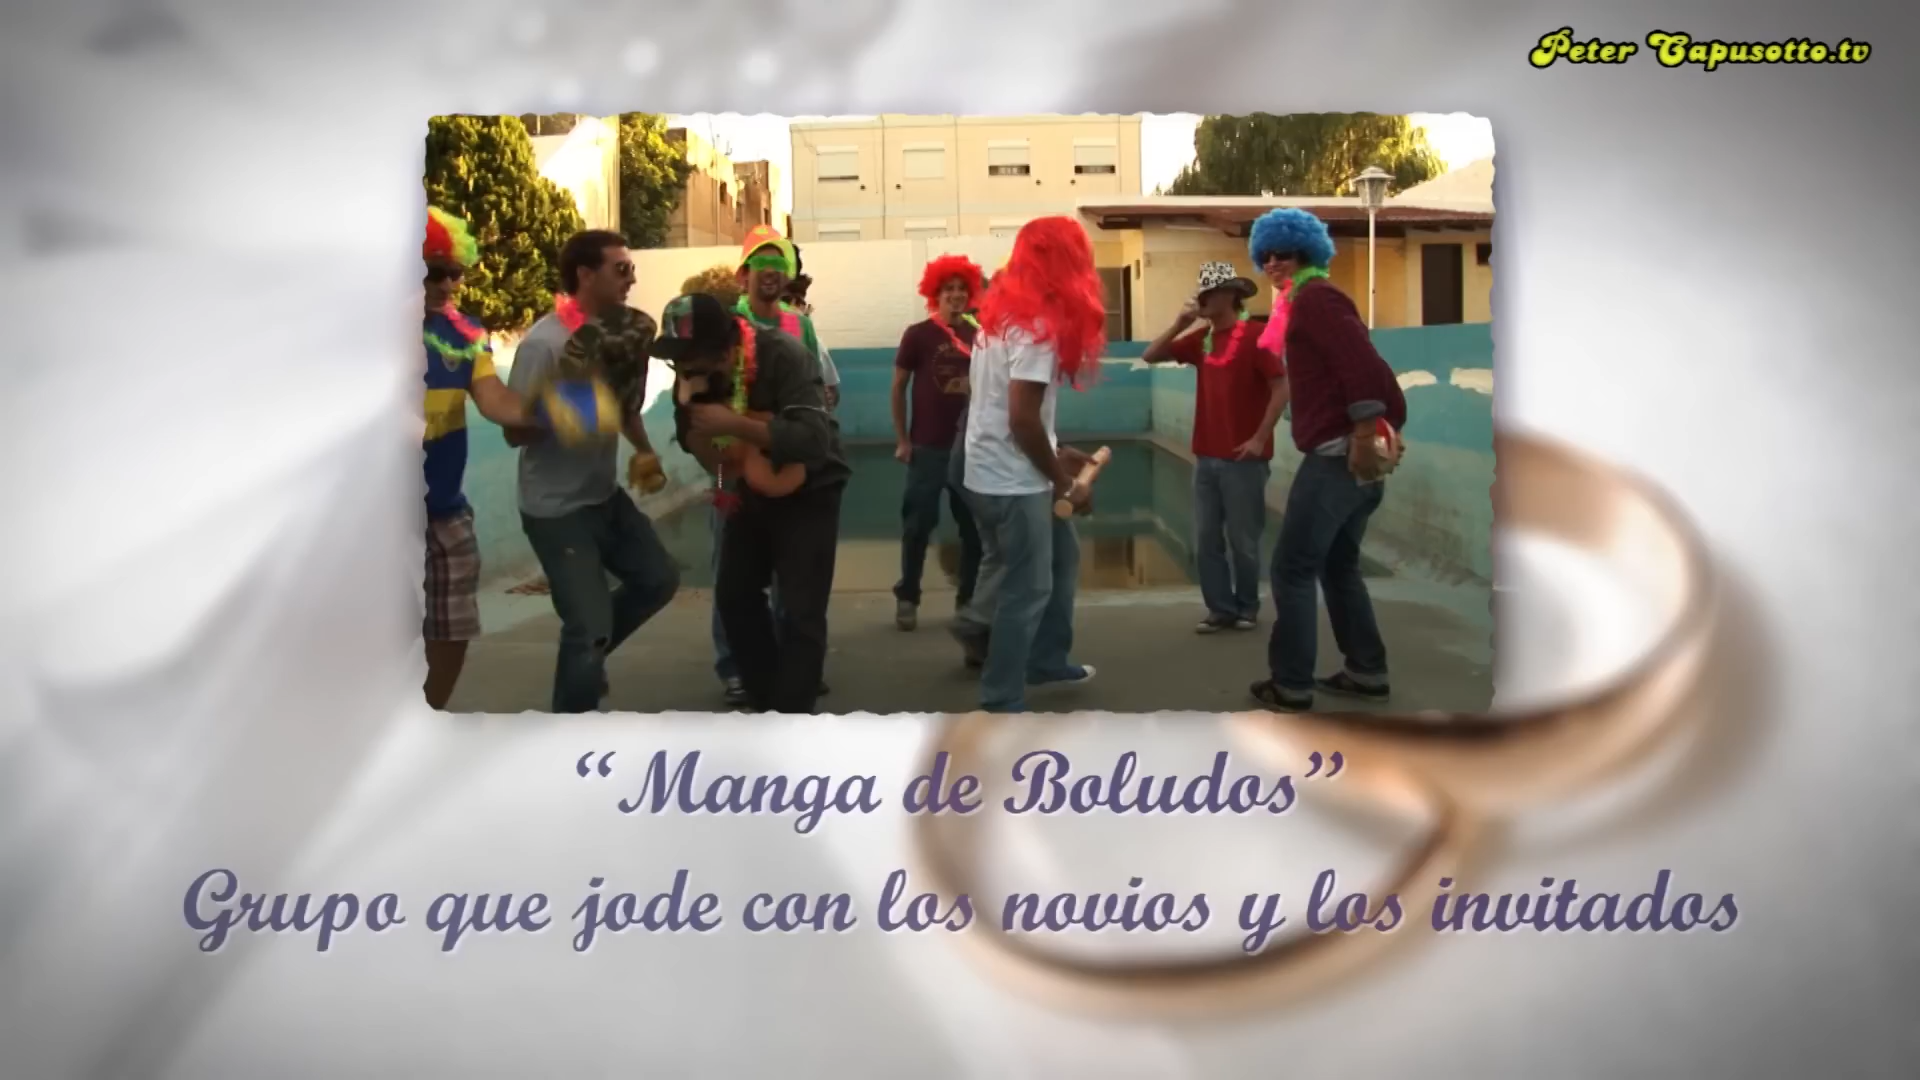 Peter Capusotto.tv
“Manga de Boludos”
Grupo que jode con los novios y los invitados